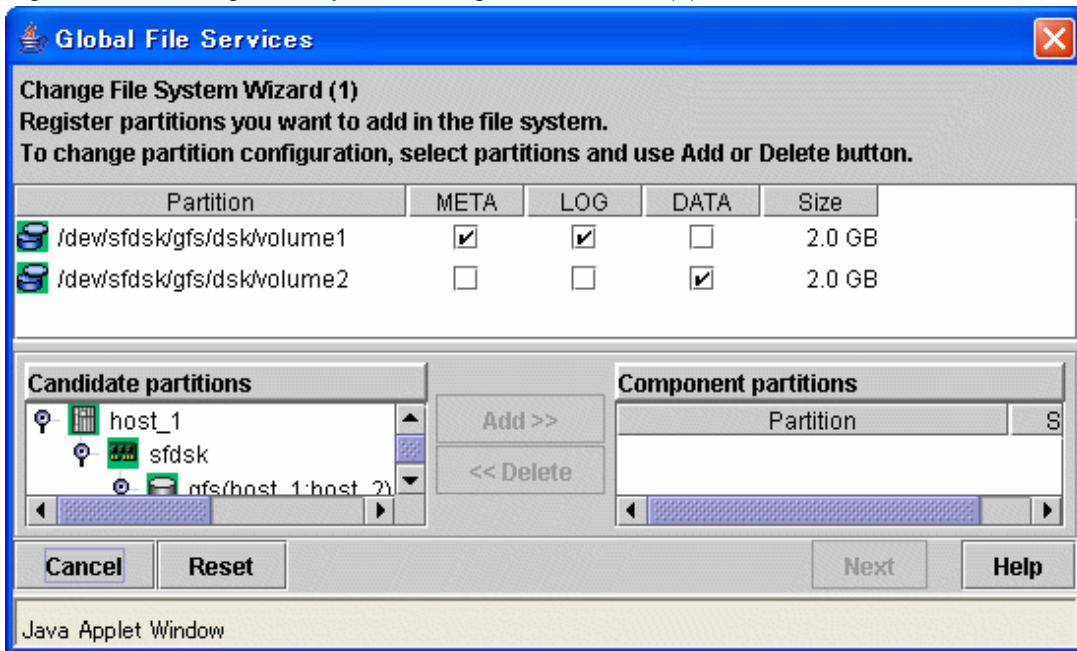 Global File Services
Change File System Wizard (1)
Register partitions you want to add in the file system.
To change partition configuration, select partitions and use Add or Delete button.
Partition META LOG DATA Size
/dev/sfdsk/gfs/dsk/volume1 2.0 GB
/dev/sfdsk/gfs/dsk/volume2 2.0 GB
Candidate partitions
host_1
sfdsk
gfs(host_1:host_2)
Add >>
<< Delete
Component partitions
Partition S
Cancel Reset Next Help
Java Applet Window